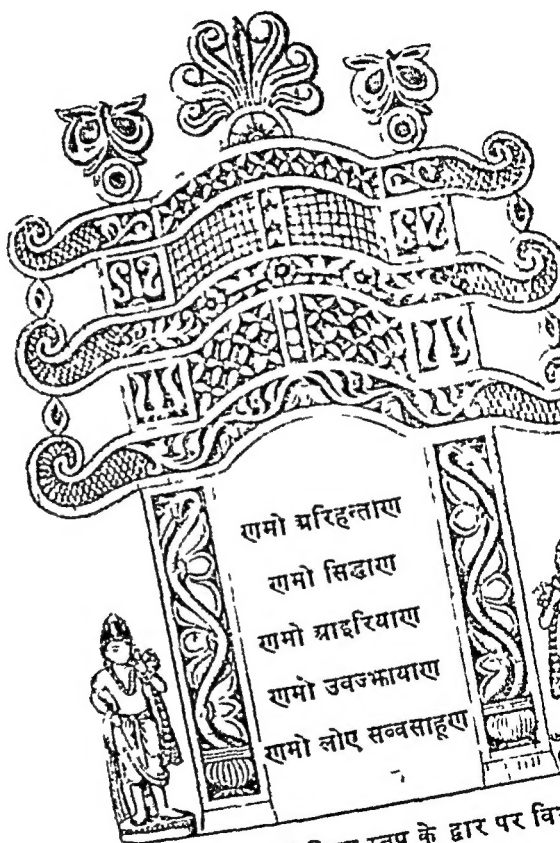 णमो अरिहन्ताण
णमो सिद्धाण
णमो आइरियाण
णमो उवज्झायाण
णमो लोए सव्वसाहूण
के द्वार पर